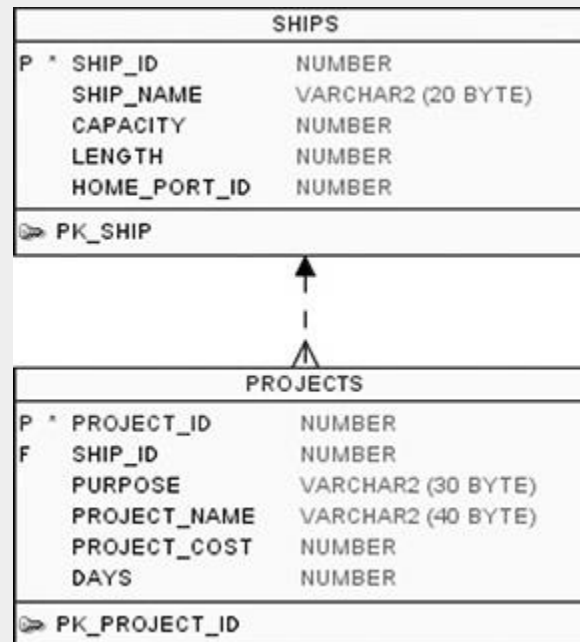 SHIPS
P * SHIP_ID NUMBER
SHIP_NAME VARCHAR2 (20 BYTE)
CAPACITY NUMBER
LENGTH NUMBER
HOME_PORT_ID NUMBER
PK_SHIP
PROJECTS
P * PROJECT_ID NUMBER
F SHIP_ID NUMBER
PURPOSE VARCHAR2 (30 BYTE)
PROJECT_NAME VARCHAR2 (40 BYTE)
PROJECT_COST NUMBER
DAYS NUMBER
PK_PROJECT_ID